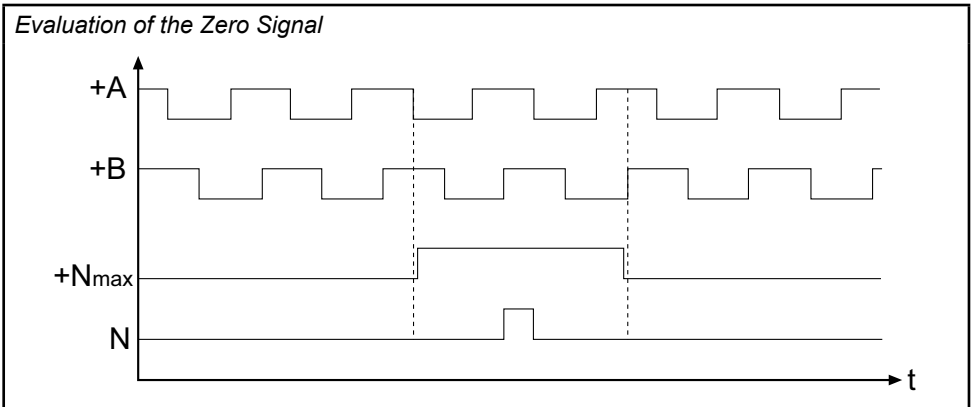 Evaluation of the Zero Signal
+A
+B
+Nmax
N
t